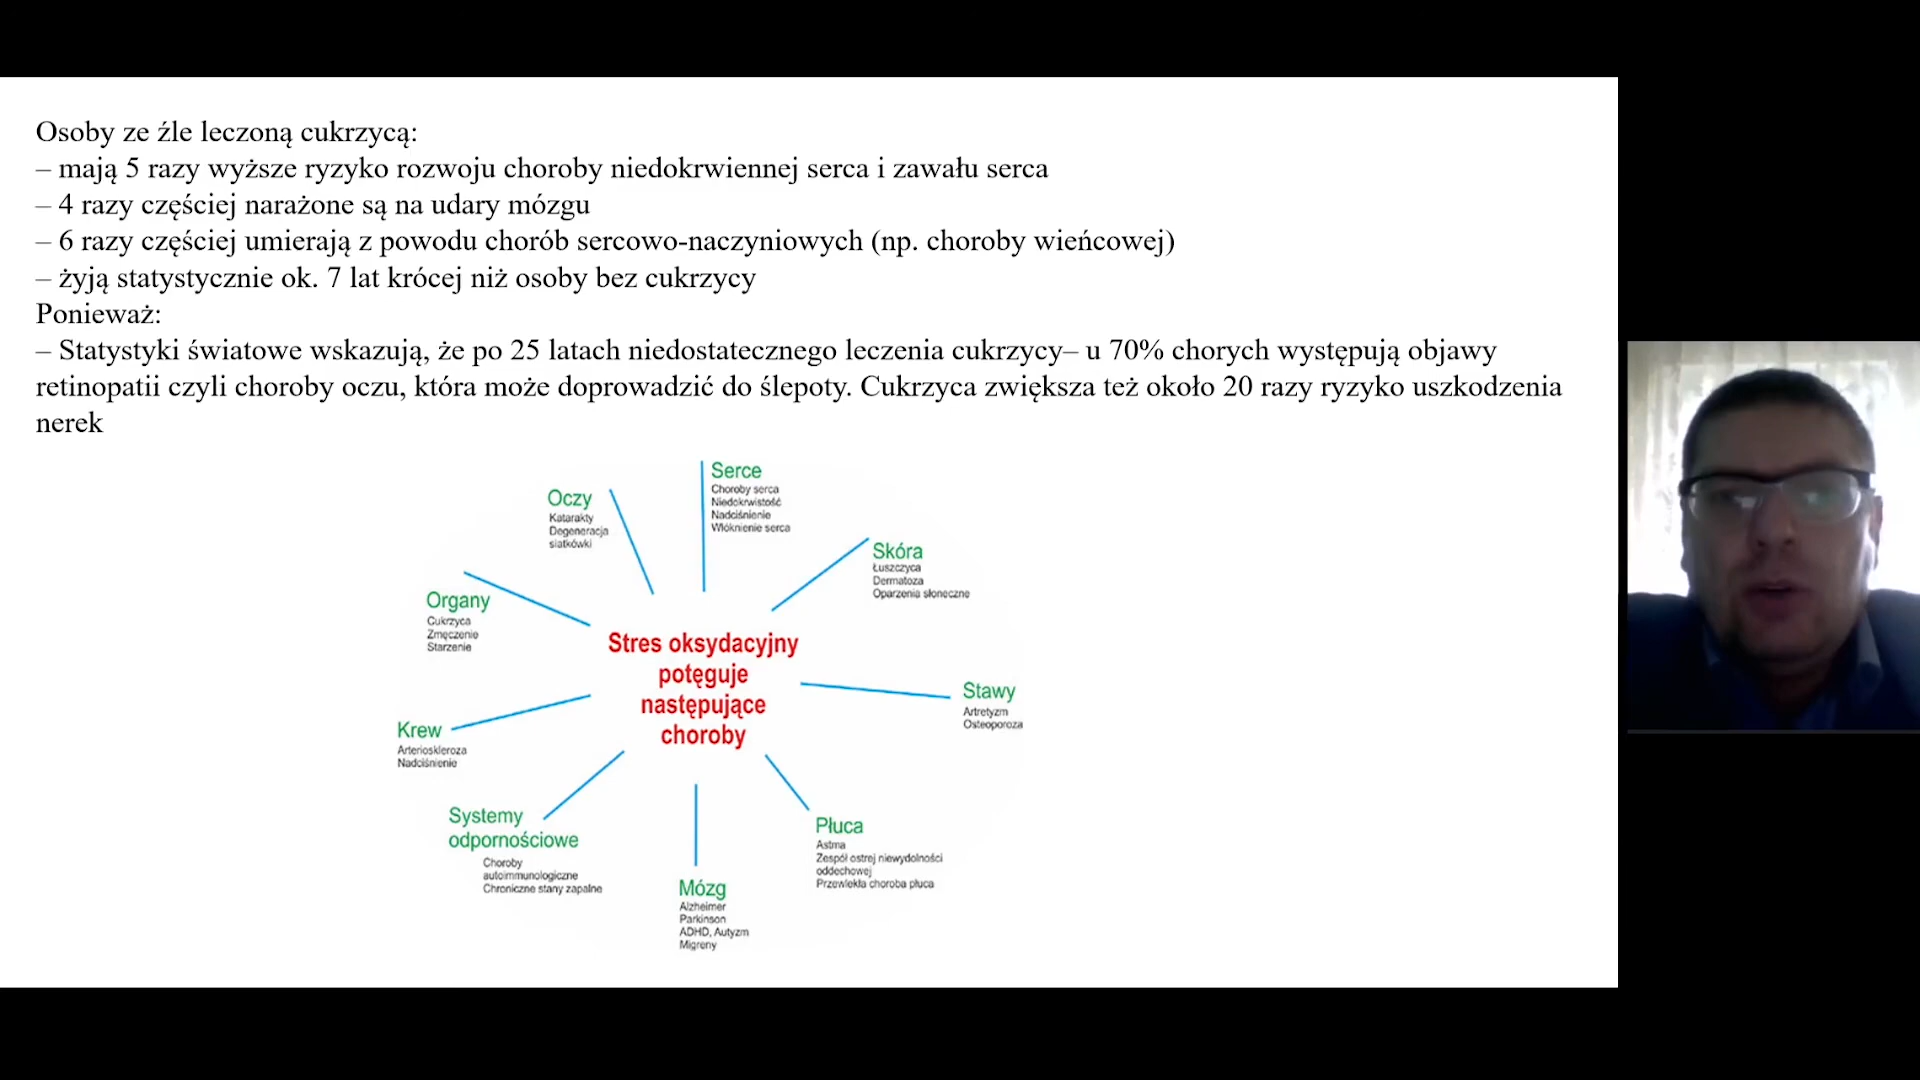 Osoby ze źle leczoną cukrzycą:
– mają 5 razy wyższe ryzyko rozwoju choroby niedokrwiennej serca i zawału serca
– 4 razy częściej narażone są na udary mózgu
– 6 razy częściej umierają z powodu chorób sercowo-naczyniowych (np. choroby wieńcowej)
– żyją statystycznie ok. 7 lat krócej niż osoby bez cukrzycy
Ponieważ:
– Statystyki światowe wskazują, że po 25 latach niedostatecznego leczenia cukrzycy– u 70% chorych występują objawy
retinopatii czyli choroby oczu, która może doprowadzić do ślepoty. Cukrzyca zwiększa też około 20 razy ryzyko uszkodzenia
nerek
Serce
Choroby serca
Niedokrwistość
Nadciśnienie
Włóknienie serca
Oczy
Katarakty
Degeneracja
siatkówki
Skóra
Łuszczyca
Dermatoza
Oparzenia słoneczne
Organy
Cukrzyca
Zmęczenie
Starzenie
Stres oksydacyjny
potęguje
następujące
choroby
Stawy
Artretyzm
Osteoporoza
Krew
Arterioskleroza
Nadciśnienie
Systemy
odpornościowe
Choroby
autoimmunologiczne
Chroniczne stany zapalne
Płuca
Astma
Zespół ostrej niewydolności
oddechowej
Przewlekła choroba płuca
Mózg
Alzheimer
Parkinson
ADHD, Autyzm
Migreny